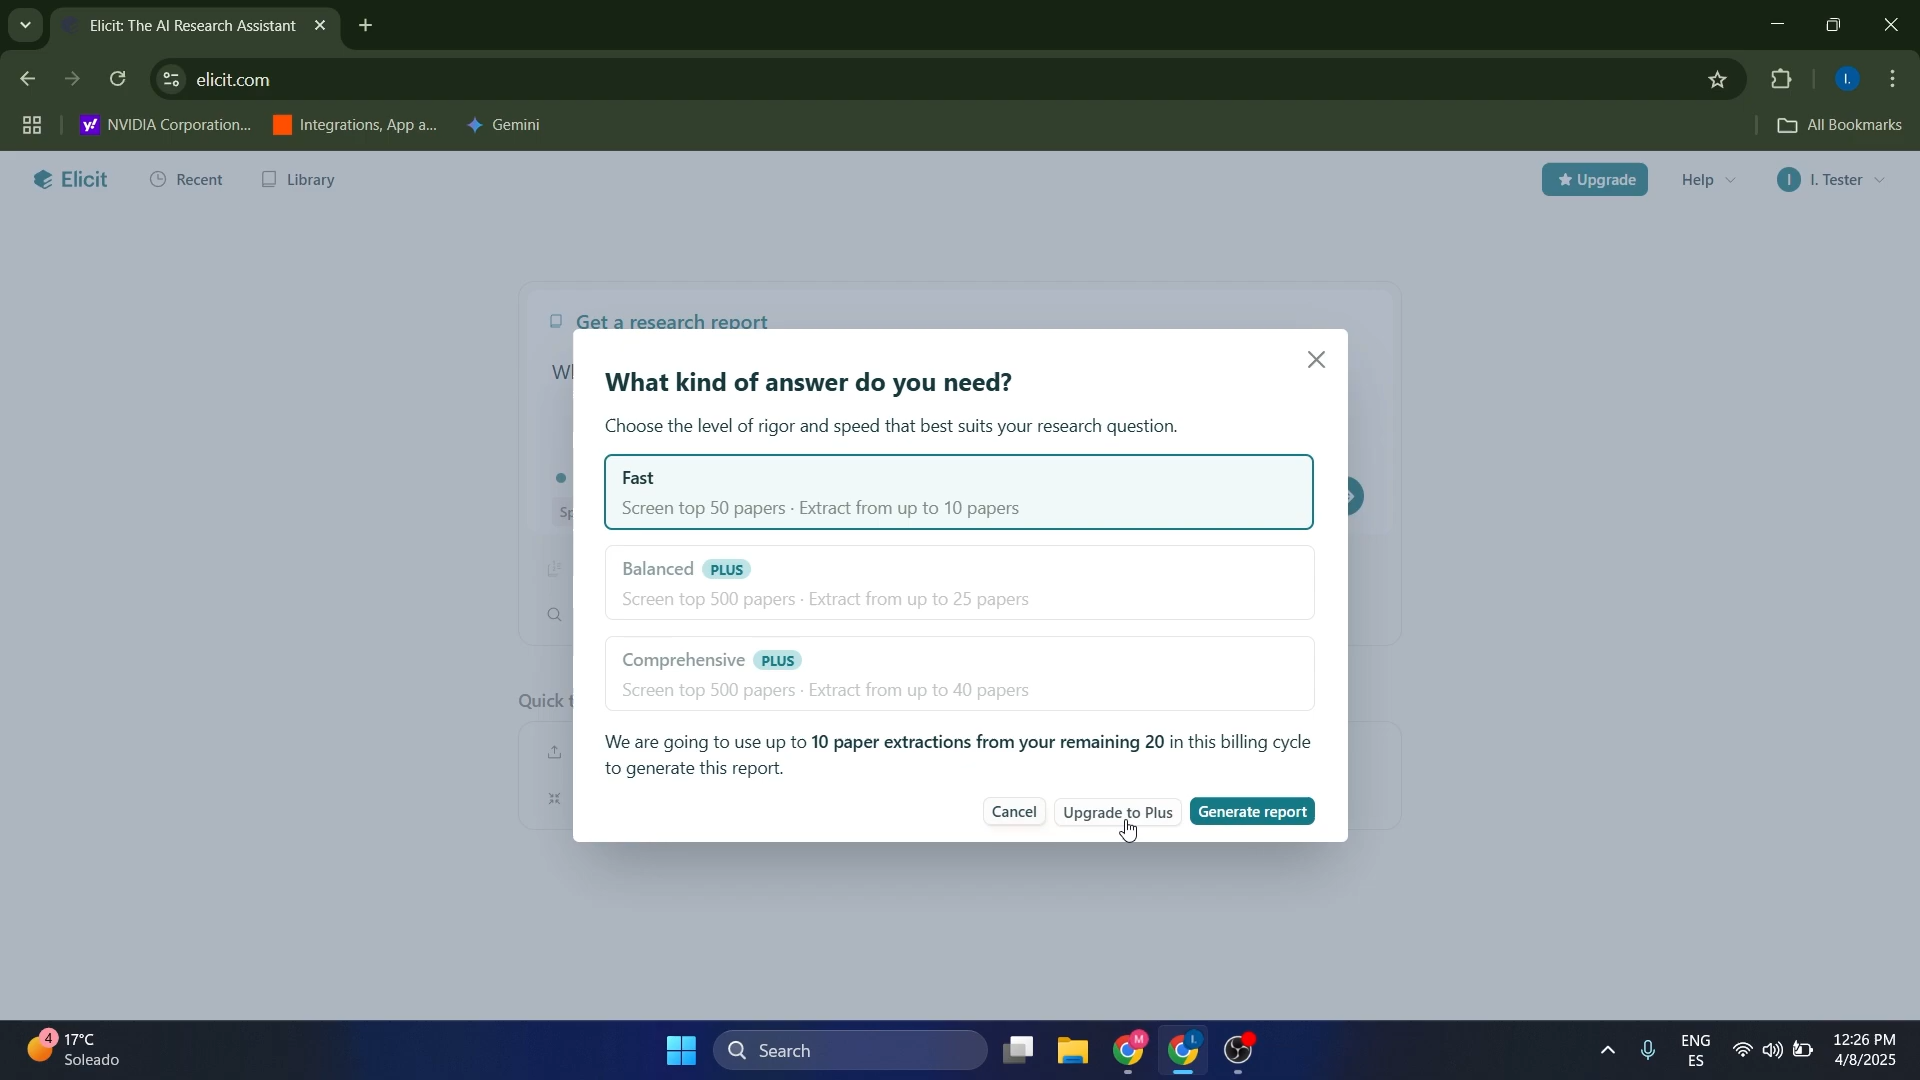 Elicit: The AI Research Assistant
elicit.com
NVIDIA Corporation...
Integrations, App a...
Gemini
All Bookmarks
Elicit
Recent
Library
Upgrade
Help
I
I. Tester
Get a research report
What kind of answer do you need?
Choose the level of rigor and speed that best suits your research question.
Fast
Screen top 50 papers · Extract from up to 10 papers
Balanced PLUS
Screen top 500 papers · Extract from up to 25 papers
Comprehensive PLUS
Screen top 500 papers · Extract from up to 40 papers
Quick
We are going to use up to 10 paper extractions from your remaining 20 in this billing cycle
to generate this report.
Cancel
Upgrade to Plus
Generate report
4
17°C
Soleado
Search
M
I.
ENG
ES
12:26 PM
4/8/2025